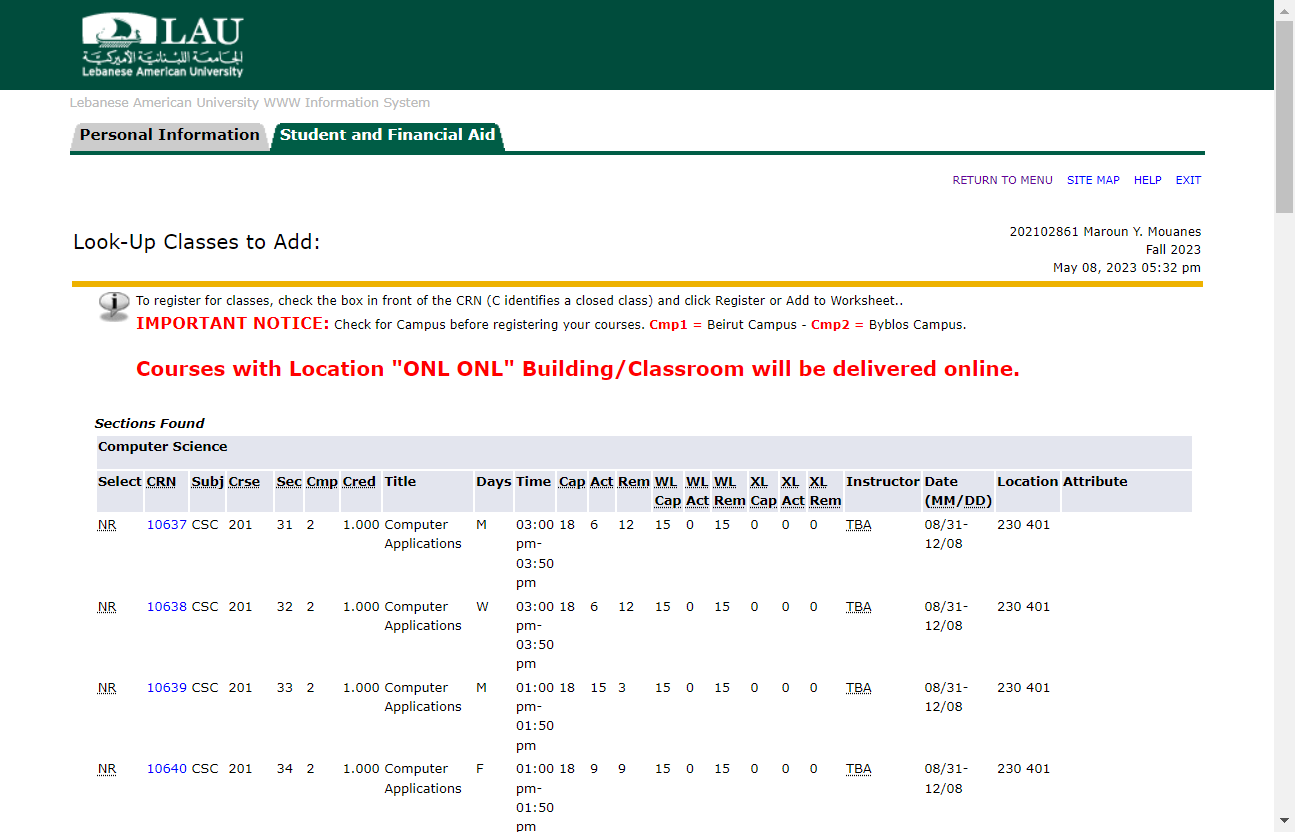 LAU
الجامعة اللبنانية الأميركية
Lebanese American University
Lebanese American University WWW Information System
Personal Information Student and Financial Aid
RETURN TO MENU SITE MAP HELP EXIT
Look-Up Classes to Add:
202102861 Maroun Y. Mouanes
Fall 2023
May 08, 2023 05:32 pm
To register for classes, check the box in front of the CRN (C identifies a closed class) and click Register or Add to Worksheet..
IMPORTANT NOTICE: Check for Campus before registering your courses. Cmp1 = Beirut Campus - Cmp2 = Byblos Campus.
Courses with Location "ONL ONL" Building/Classroom will be delivered online.
Sections Found
Computer Science
Select CRN Subj Crse Sec Cmp Cred Title Days Time Cap Act Rem WL WL WL XL XL XL Instructor Date Location Attribute
Cap Act Rem Cap Act Rem (MM/DD)
NR 10637 CSC 201 31 2 1.000 Computer M 03:00 18 6 12 15 0 15 0 0 0 TBA 08/31- 230 401
Applications pm- 12/08
03:50
pm
NR 10638 CSC 201 32 2 1.000 Computer W 03:00 18 6 12 15 0 15 0 0 0 TBA 08/31- 230 401
Applications pm- 12/08
03:50
pm
NR 10639 CSC 201 33 2 1.000 Computer M 01:00 18 15 3 15 0 15 0 0 0 TBA 08/31- 230 401
Applications pm- 12/08
01:50
pm
NR 10640 CSC 201 34 2 1.000 Computer F 01:00 18 9 9 15 0 15 0 0 0 TBA 08/31- 230 401
Applications pm- 12/08
01:50
pm